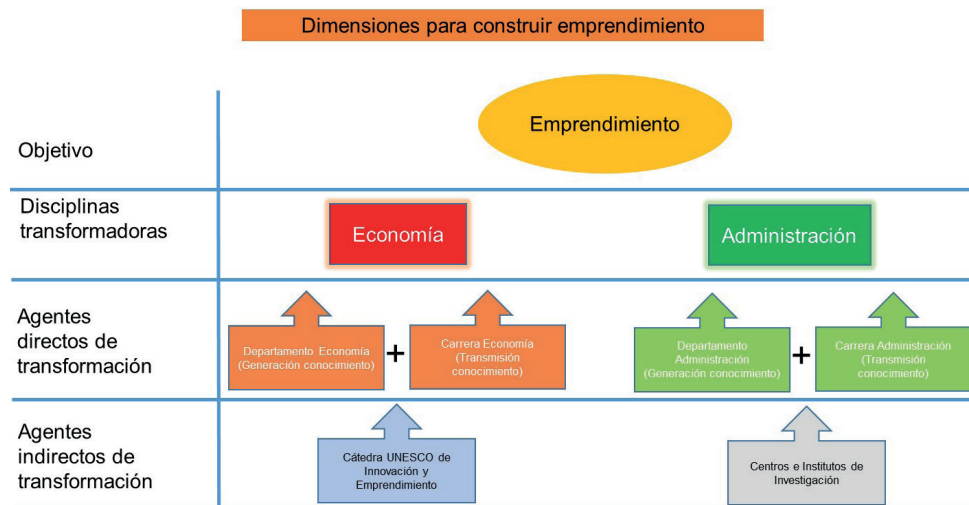 Dimensiones para construir emprendimiento
Emprendimiento
Objetivo
Disciplinas
transformadoras
Economía
Administración
Agentes
directos de
transformación
Departamento Economía
(Generación conocimiento)
+
Carrera Economía
(Transmisión
conocimiento)
Departamento
Administración
(Generación conocimiento)
+
Carrera Administración
(Transmisión
conocimiento)
Agentes
indirectos de
transformación
Cátedra UNESCO de
Innovación y
Emprendimiento
Centros e Institutos de
Investigación